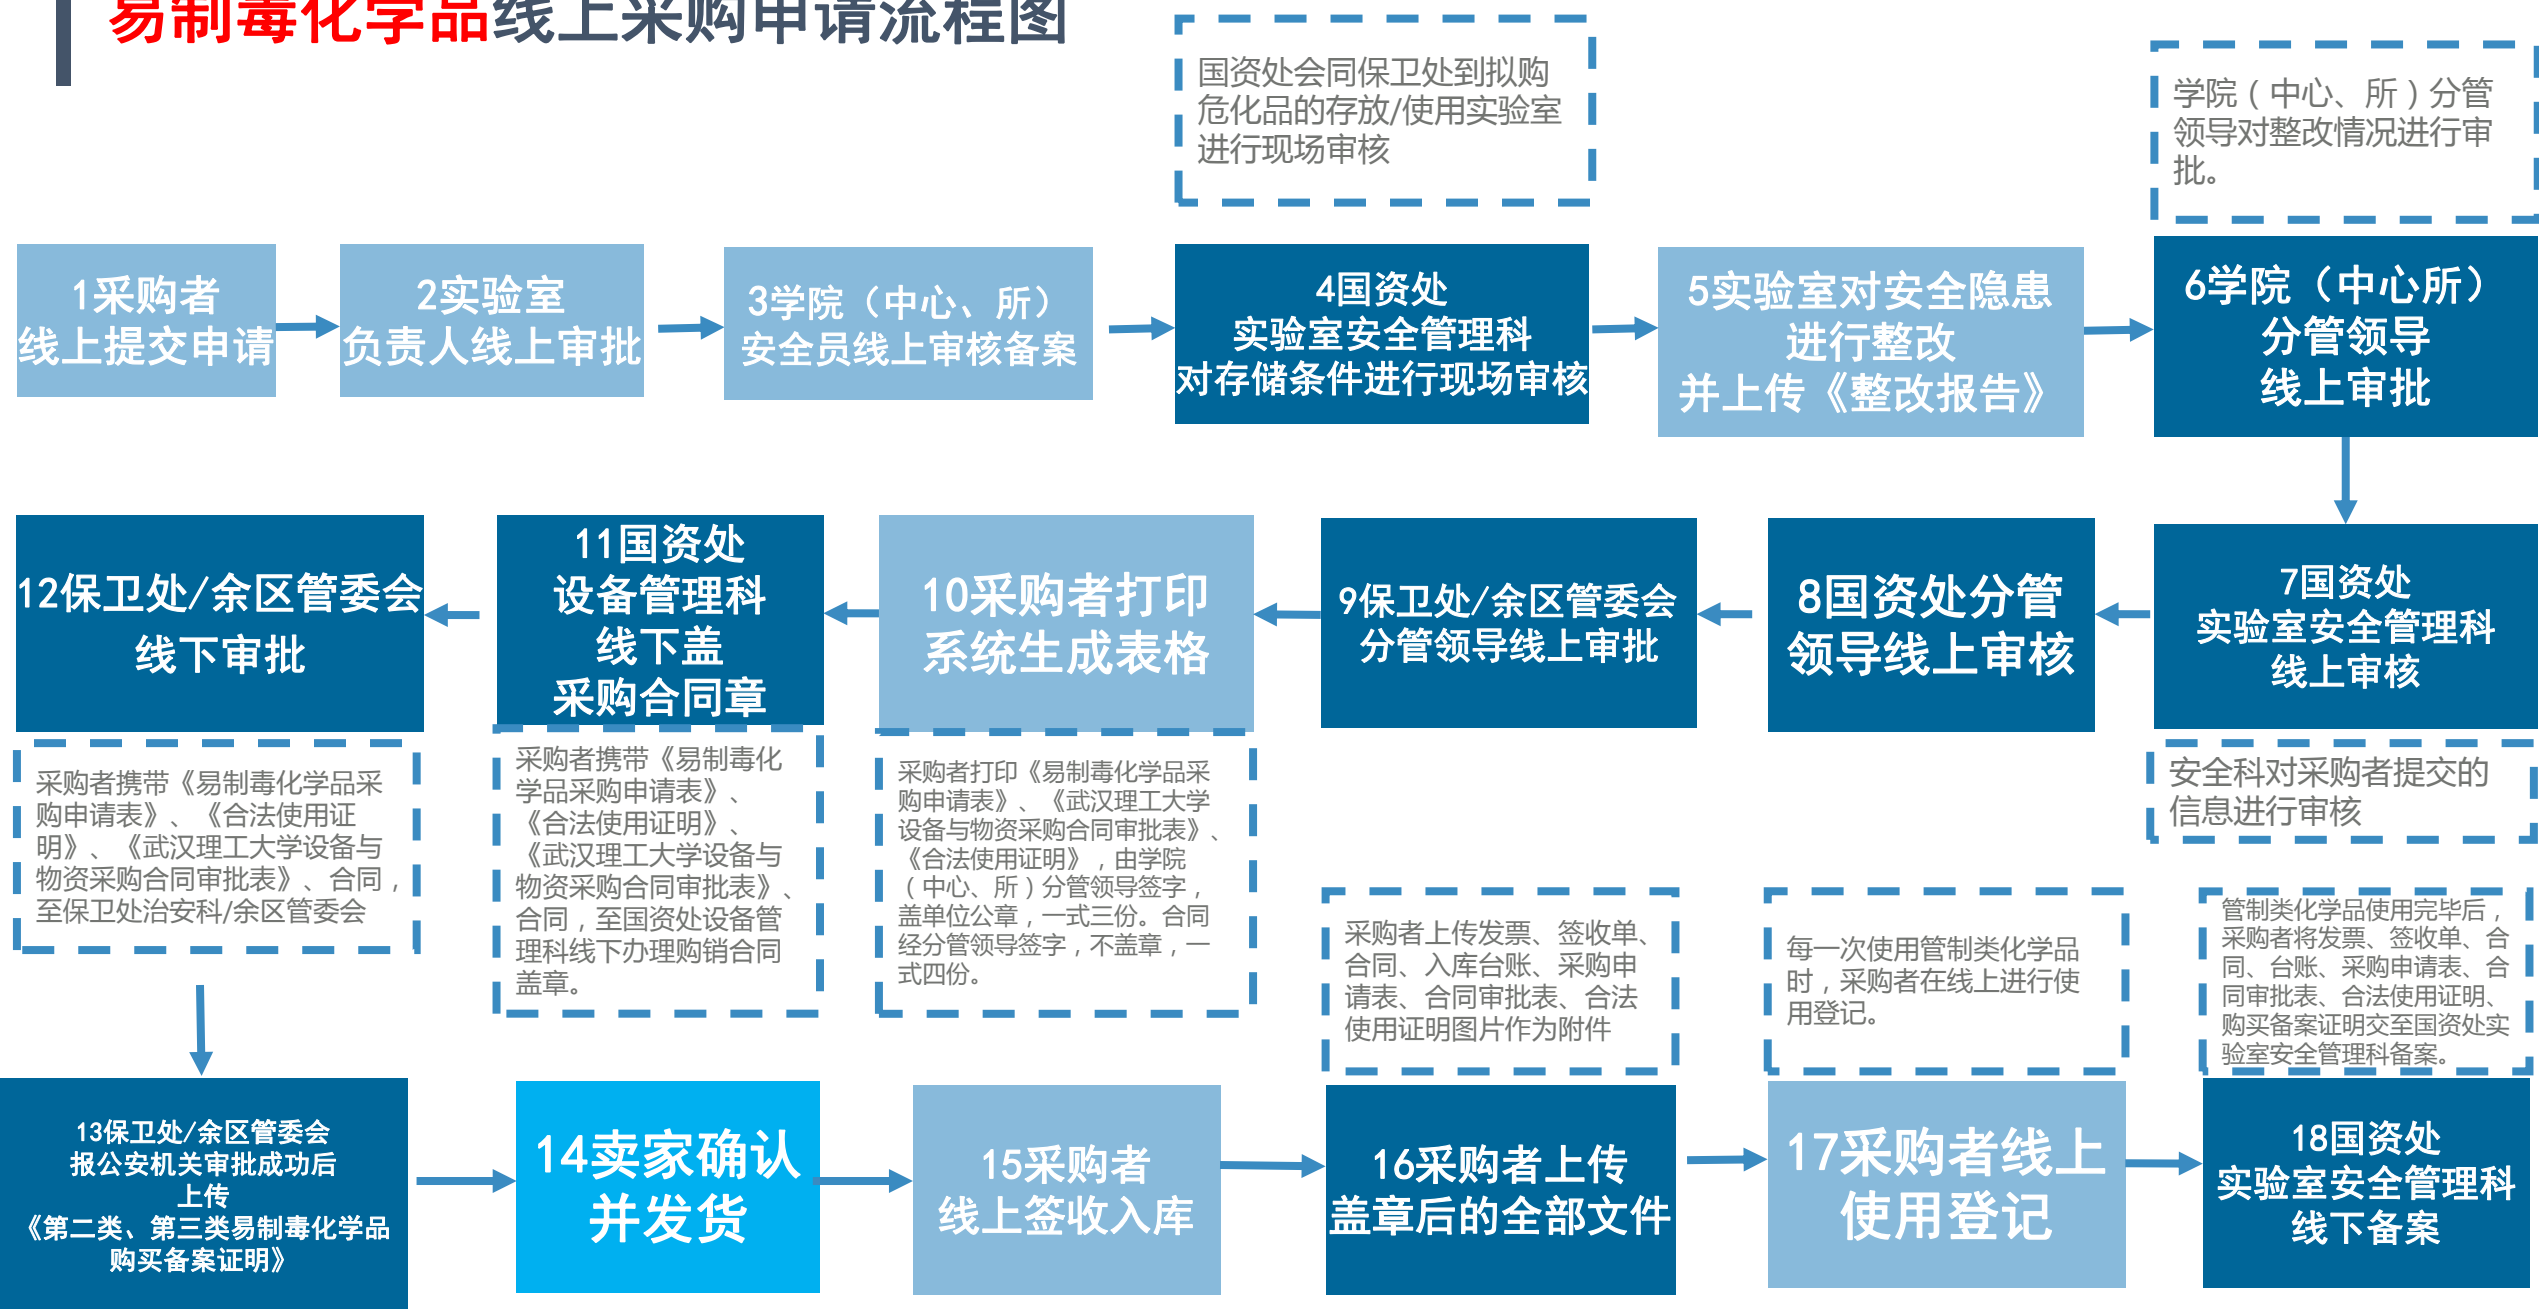 易制毒化学品线上采购申请流程图
国资处会同保卫处到拟购
危化品的存放/使用实验室
进行现场审核
学院（中心、所）分管
领导对整改情况进行审
批。
1采购者
线上提交申请
2实验室
负责人线上审批
3学院（中心、所）
安全员线上审核备案
4国资处
实验室安全管理科
对存储条件进行现场审核
5实验室对安全隐患
进行整改
并上传《整改报告》
6学院（中心所）
分管领导
线上审批
7国资处
实验室安全管理科
线上审核
安全科对采购者提交的
信息进行审核
8国资处分管
领导线上审核
9保卫处/余区管委会
分管领导线上审批
10采购者打印
系统生成表格
采购者打印《易制毒化学品采
购申请表》、《武汉理工大学
设备与物资采购合同审批表》、
《合法使用证明》，由学院
（中心、所）分管领导签字，
盖单位公章，一式三份。合同
经分管领导签字，不盖章，一
式四份。
11国资处
设备管理科
线下盖
采购合同章
采购者携带《易制毒化
学品采购申请表》、
《合法使用证明》、
《武汉理工大学设备与
物资采购合同审批表》、
合同，至国资处设备管
理科线下办理购销合同
盖章。
12保卫处/余区管委会
线下审批
采购者携带《易制毒化学品采
购申请表》、《合法使用证
明》、《武汉理工大学设备与
物资采购合同审批表》、合同，
至保卫处治安科/余区管委会
13保卫处/余区管委会
报公安机关审批成功后
上传
《第二类、第三类易制毒化学品
购买备案证明》
14卖家确认
并发货
15采购者
线上签收入库
采购者上传发票、签收单、
合同、入库台账、采购申
请表、合同审批表、合法
使用证明图片作为附件
16采购者上传
盖章后的全部文件
每一次使用管制类化学品
时，采购者在线上进行使
用登记。
17采购者线上
使用登记
管制类化学品使用完毕后，
采购者将发票、签收单、合
同、台账、采购申请表、合
同审批表、合法使用证明、
购买备案证明交至国资处实
验室安全管理科备案。
18国资处
实验室安全管理科
线下备案